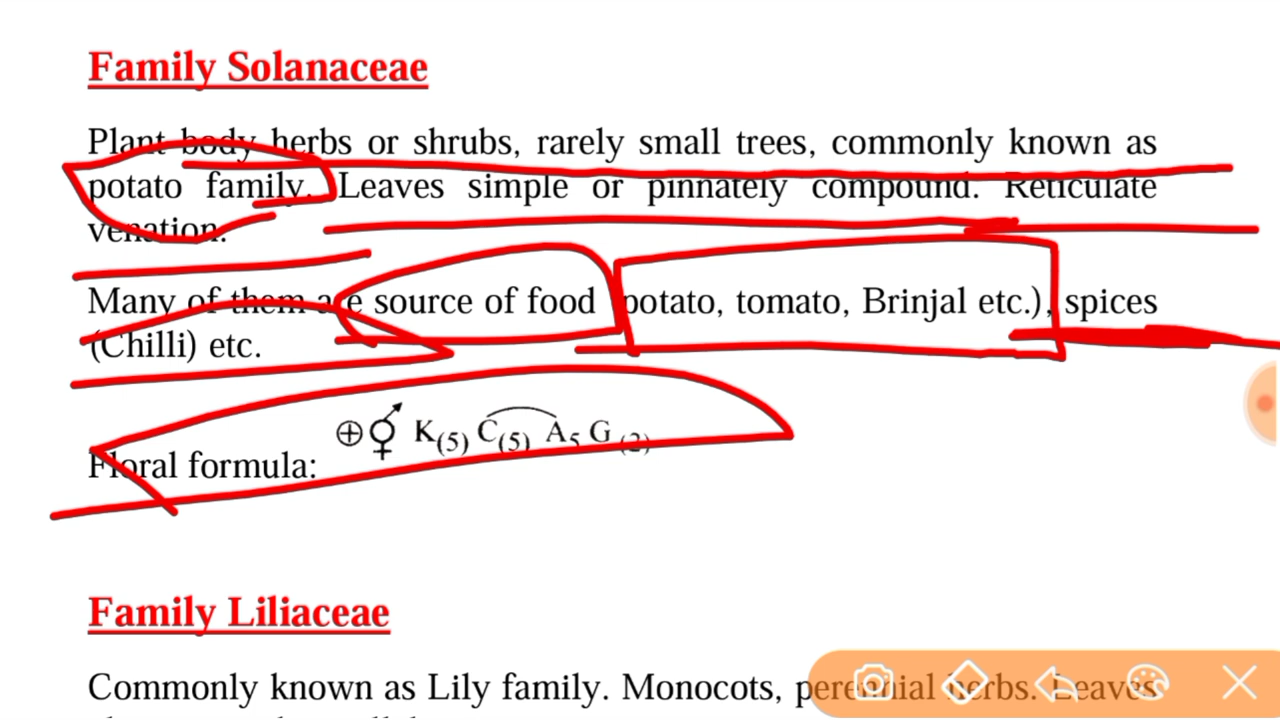 Family Solanaceae
Plant body herbs or shrubs, rarely small trees, commonly known as
potato family. Leaves simple or pinnately compound. Reticulate
venation.
Many of them are source of food (potato, tomato, Brinjal etc.), spices
(Chilli) etc.
Floral formula: ⊕ ⚥ K(5) C(5) A5 G(2)
Family Liliaceae
Commonly known as Lily family. Monocots, perennial herbs. Leaves